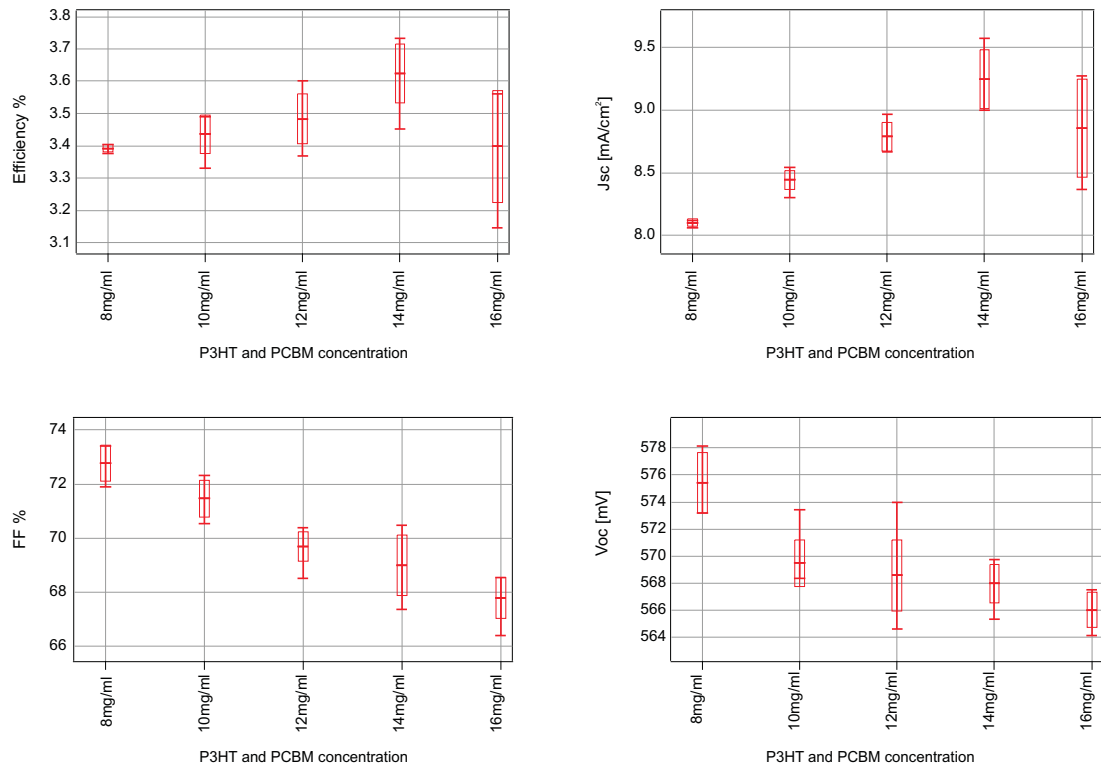 Efficiency %
3.8
3.7
3.6
3.5
3.4
3.3
3.2
3.1
8mg/ml
10mg/ml
12mg/ml
14mg/ml
16mg/ml
P3HT and PCBM concentration
Jsc [mA/cm²]
9.5
9.0
8.5
8.0
8mg/ml
10mg/ml
12mg/ml
14mg/ml
16mg/ml
P3HT and PCBM concentration
FF %
74
72
70
68
66
8mg/ml
10mg/ml
12mg/ml
14mg/ml
16mg/ml
P3HT and PCBM concentration
Voc [mV]
578
576
574
572
570
568
566
564
8mg/ml
10mg/ml
12mg/ml
14mg/ml
16mg/ml
P3HT and PCBM concentration